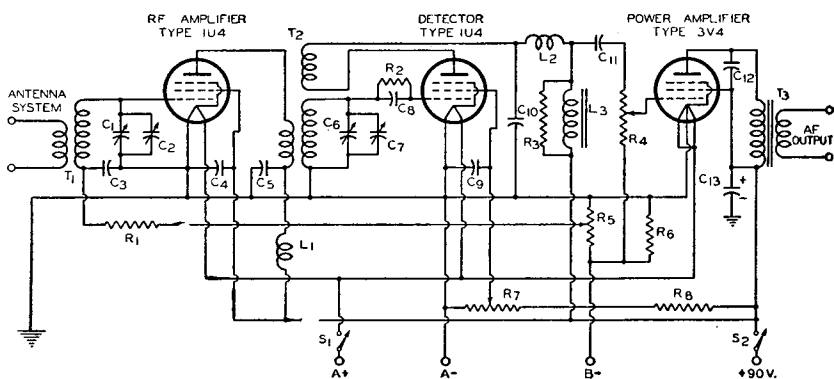 RF AMPLIFIER
TYPE 1U4
DETECTOR
TYPE 1U4
POWER AMPLIFIER
TYPE 3V4
ANTENNA
SYSTEM
T2
L2
C11
C12
T3
R2
C8
C1
C2
C6
C7
C10
R3
L3
R4
AF
OUTPUT
T1
C3
C4
C5
C9
C13
+
-
R1
L1
R5
R6
R7
R8
S1
S2
A+
A-
B-
+90V.